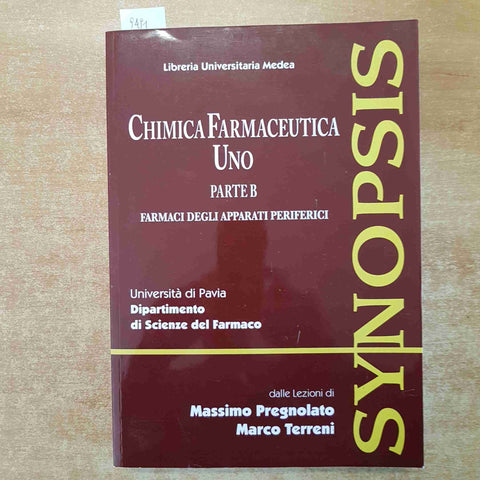 9491
Libreria Universitaria Medea
CHIMICA FARMACEUTICA
UNO
PARTE B
FARMACI DEGLI APPARATI PERIFERICI
Università di Pavia
Dipartimento
di Scienze del Farmaco
dalle Lezioni di
Massimo Pregnolato
Marco Terreni
SYNOPSIS